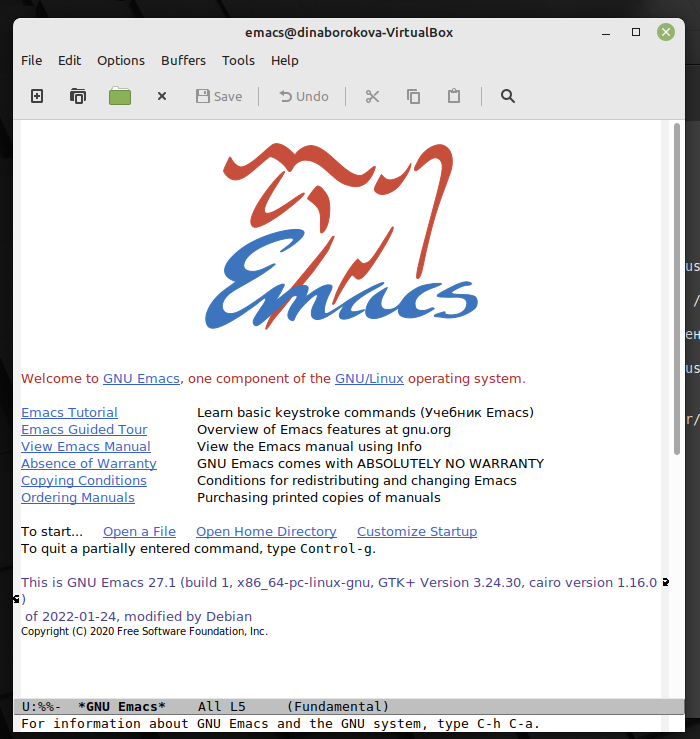 emacs@dinaborokova-VirtualBox
File Edit Options Buffers Tools Help
Save Undo
Emacs
Welcome to GNU Emacs, one component of the GNU/Linux operating system.
Emacs Tutorial Learn basic keystroke commands (Учебник Emacs)
Emacs Guided Tour Overview of Emacs features at gnu.org
View Emacs Manual View the Emacs manual using Info
Absence of Warranty GNU Emacs comes with ABSOLUTELY NO WARRANTY
Copying Conditions Conditions for redistributing and changing Emacs
Ordering Manuals Purchasing printed copies of manuals
To start... Open a File Open Home Directory Customize Startup
To quit a partially entered command, type Control-g.
This is GNU Emacs 27.1 (build 1, x86_64-pc-linux-gnu, GTK+ Version 3.24.30, cairo version 1.16.0
)
of 2022-01-24, modified by Debian
Copyright (C) 2020 Free Software Foundation, Inc.
U:%%- *GNU Emacs* All L5 (Fundamental)
For information about GNU Emacs and the GNU system, type C-h C-a.
us
/
ен
us
r/